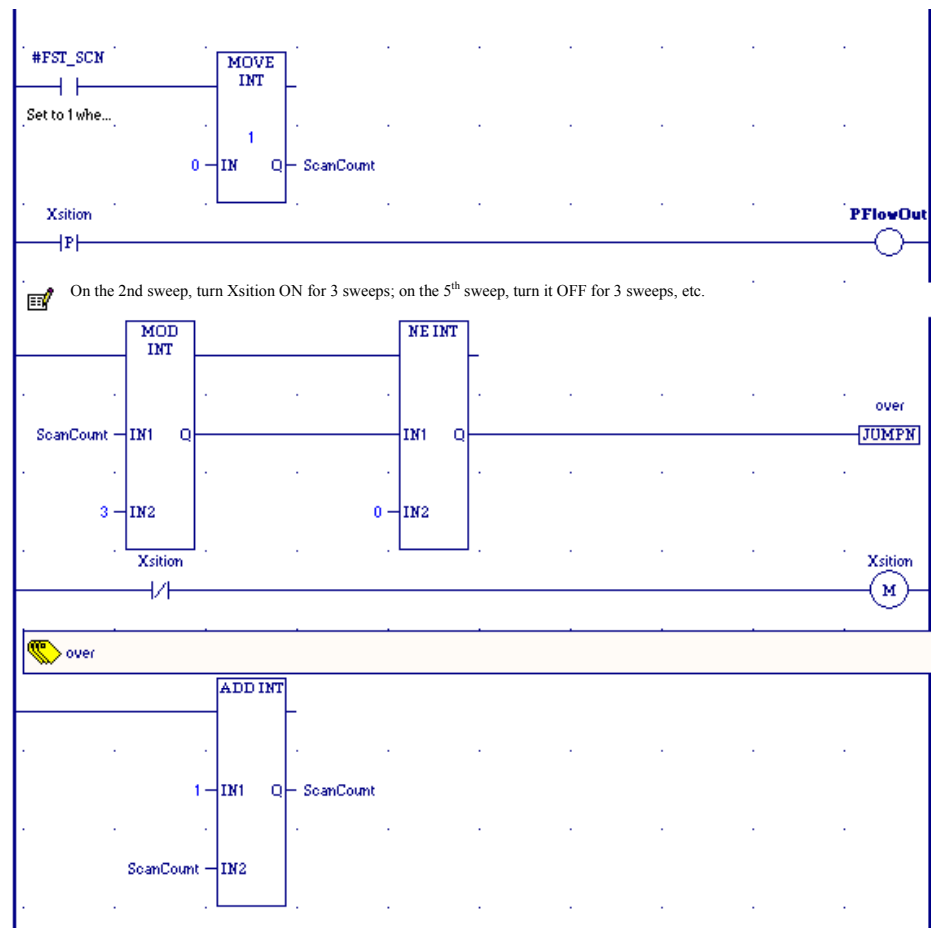 #FST_SCN
MOVE
INT
Set to 1 whe...
1
0 IN Q ScanCount
Xsition
PFlowOut
P
On the 2nd sweep, turn Xsition ON for 3 sweeps; on the 5th sweep, turn it OFF for 3 sweeps, etc.
MOD
INT
NE INT
over
ScanCount IN1 Q IN1 Q JUMPN
3 IN2 0 IN2
Xsition Xsition
M
over
ADD INT
1 IN1 Q ScanCount
ScanCount IN2